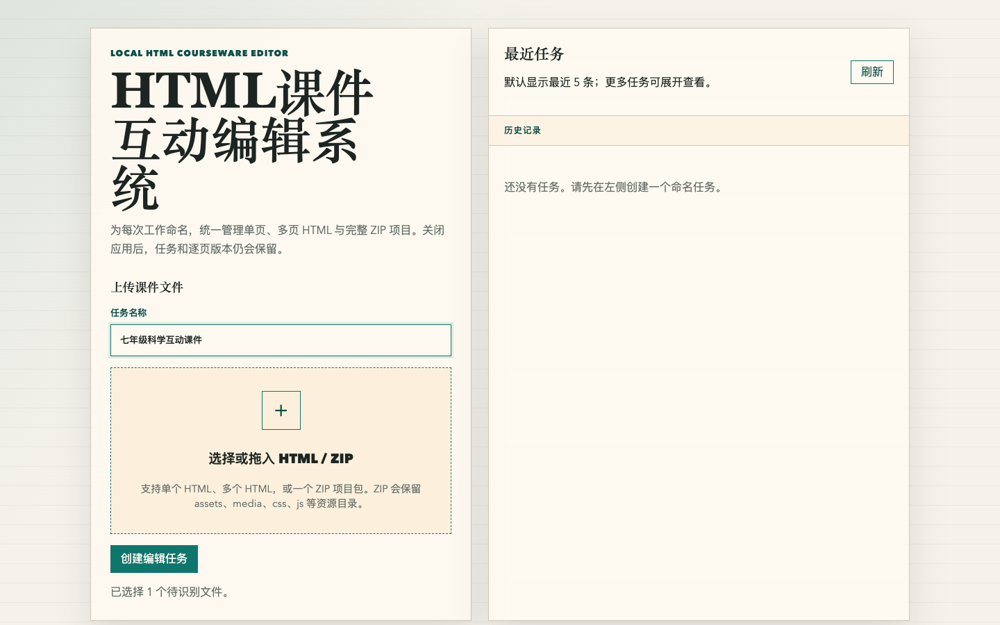 LOCAL HTML COURSEWARE EDITOR
HTML课件
互动编辑系
统
为每次工作命名，统一管理单页、多页 HTML 与完整 ZIP 项目。关闭
应用后，任务和逐页版本仍会保留。
上传课件文件
任务名称
七年级科学互动课件
+
选择或拖入 HTML / ZIP
支持单个 HTML、多个 HTML，或一个 ZIP 项目包。ZIP 会保留
assets、media、css、js 等资源目录。
创建编辑任务
已选择 1 个待识别文件。
最近任务
默认显示最近 5 条；更多任务可展开查看。
刷新
历史记录
还没有任务。请先在左侧创建一个命名任务。